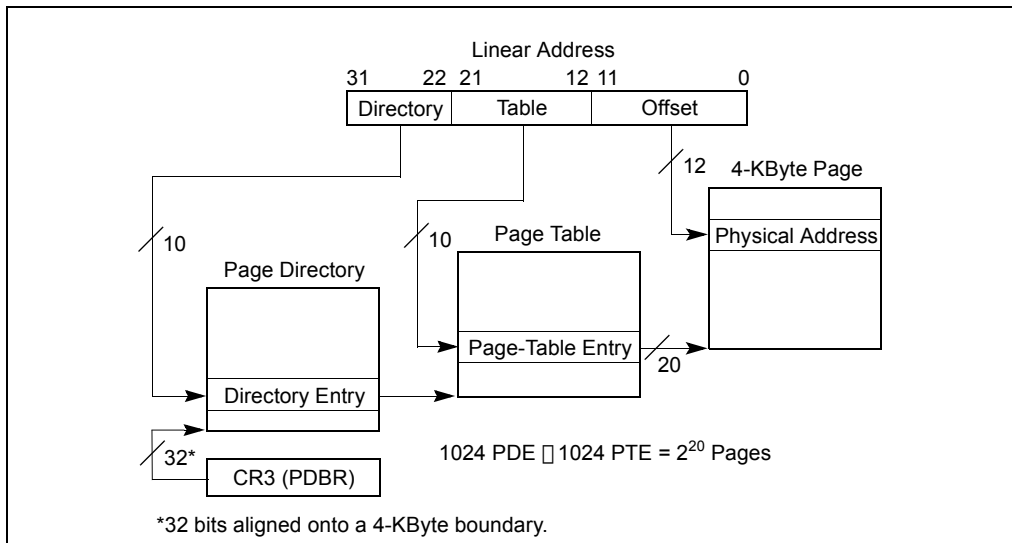 Linear Address
31 22 21 12 11 0
Directory Table Offset
12
4-KByte Page
Physical Address
10
10
Page Table
Page Directory
Page-Table Entry
20
Directory Entry
32*
1024 PDE 1024 PTE = 2²⁰ Pages
CR3 (PDBR)
*32 bits aligned onto a 4-KByte boundary.